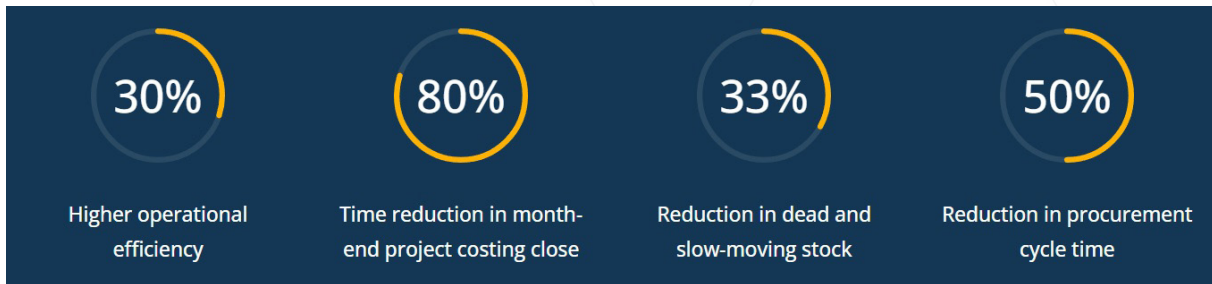 30%
80%
33%
50%
Higher operational
efficiency
Time reduction in month-
end project costing close
Reduction in dead and
slow-moving stock
Reduction in procurement
cycle time